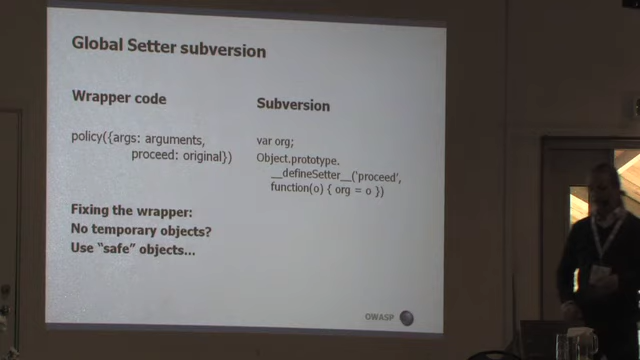 Global Setter subversion
Wrapper code
policy({args: arguments,
proceed: original})
Fixing the wrapper:
No temporary objects?
Use “safe” objects...
Subversion
var org;
Object.prototype.
__defineSetter__(‘proceed’,
function(o) { org = o })
OWASP